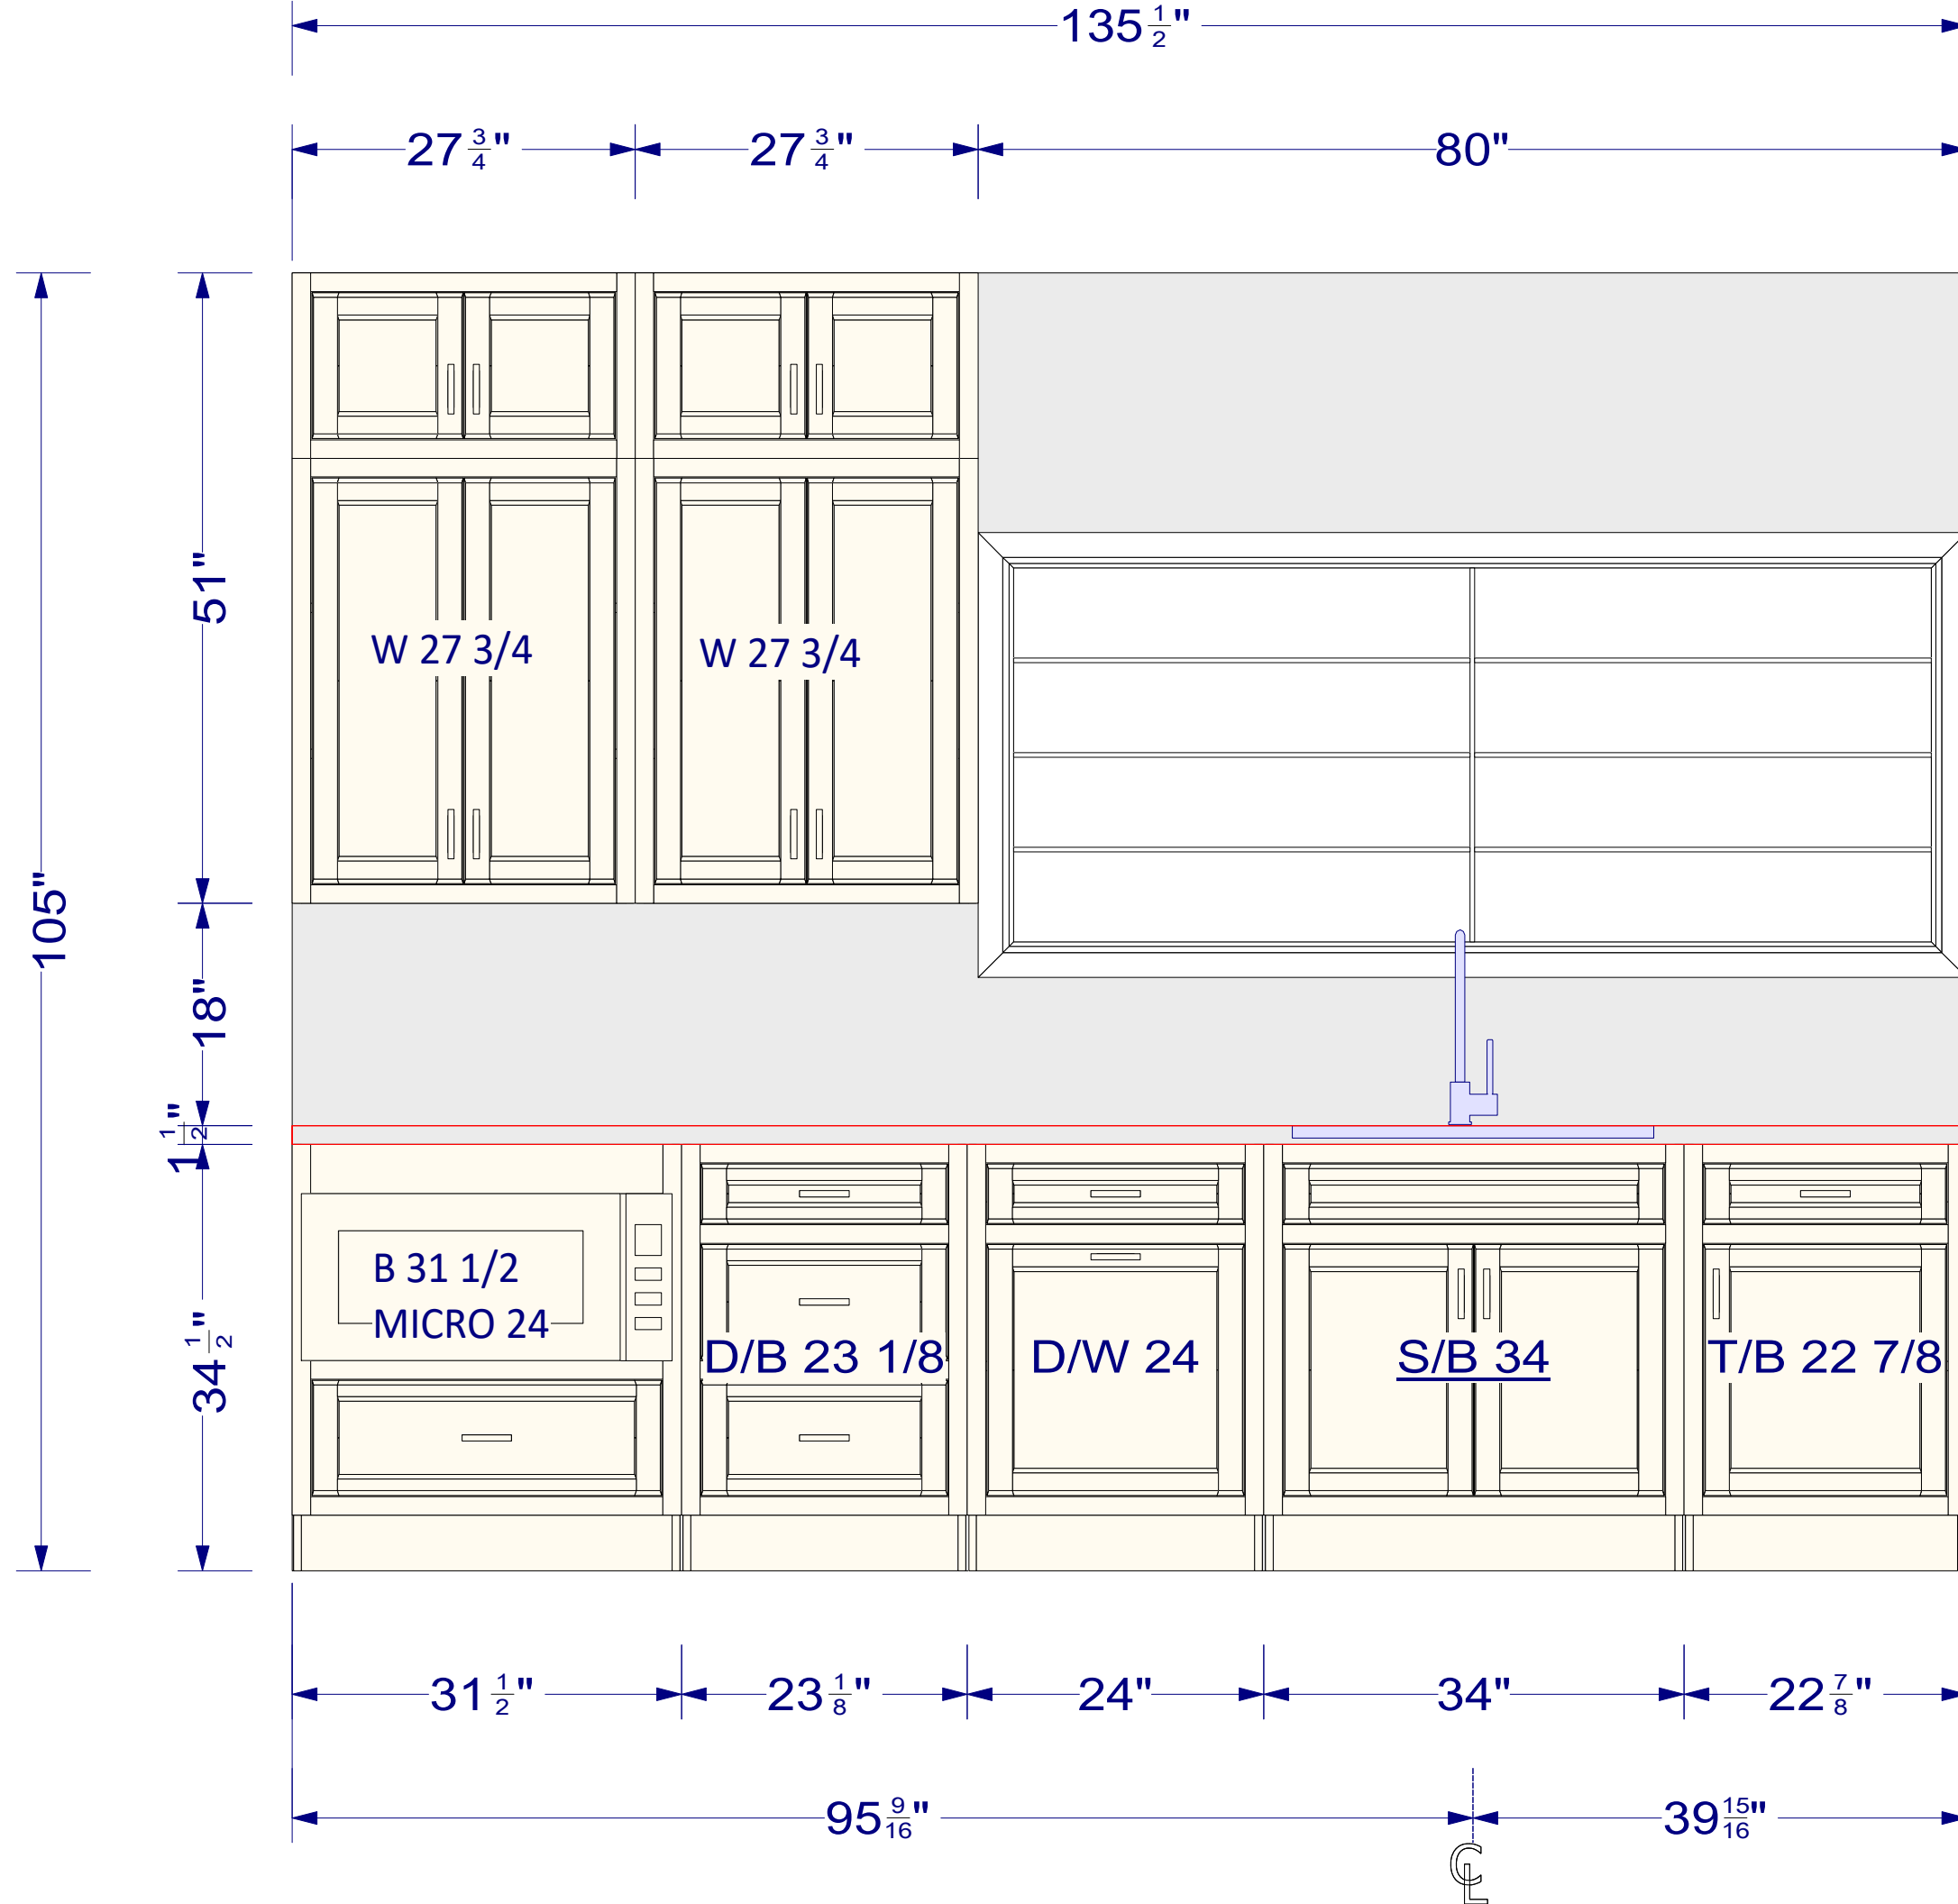 135 1/2"
27 3/4" 27 3/4" 80"
51"
W 27 3/4 W 27 3/4
105"
18"
1 1/2"
B 31 1/2
MICRO 24
34 1/2"
D/B 23 1/8 D/W 24 S/B 34 T/B 22 7/8
31 1/2" 23 1/8" 24" 34" 22 7/8"
95 9/16" 39 15/16"
CL